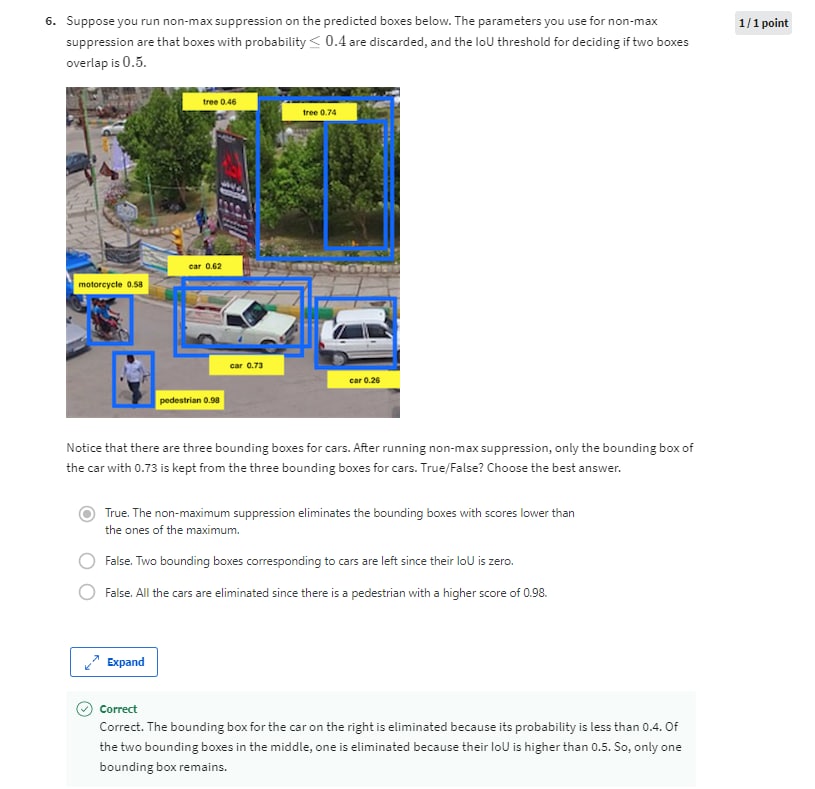 6. Suppose you run non-max suppression on the predicted boxes below. The parameters you use for non-max
suppression are that boxes with probability ≤ 0.4 are discarded, and the IoU threshold for deciding if two boxes
overlap is 0.5.
1 / 1 point
tree 0.46
tree 0.74
car 0.62
motorcycle 0.58
car 0.73
car 0.26
pedestrian 0.98
Notice that there are three bounding boxes for cars. After running non-max suppression, only the bounding box of
the car with 0.73 is kept from the three bounding boxes for cars. True/False? Choose the best answer.
True. The non-maximum suppression eliminates the bounding boxes with scores lower than
the ones of the maximum.
False. Two bounding boxes corresponding to cars are left since their IoU is zero.
False. All the cars are eliminated since there is a pedestrian with a higher score of 0.98.
Expand
Correct
Correct. The bounding box for the car on the right is eliminated because its probability is less than 0.4. Of
the two bounding boxes in the middle, one is eliminated because their IoU is higher than 0.5. So, only one
bounding box remains.